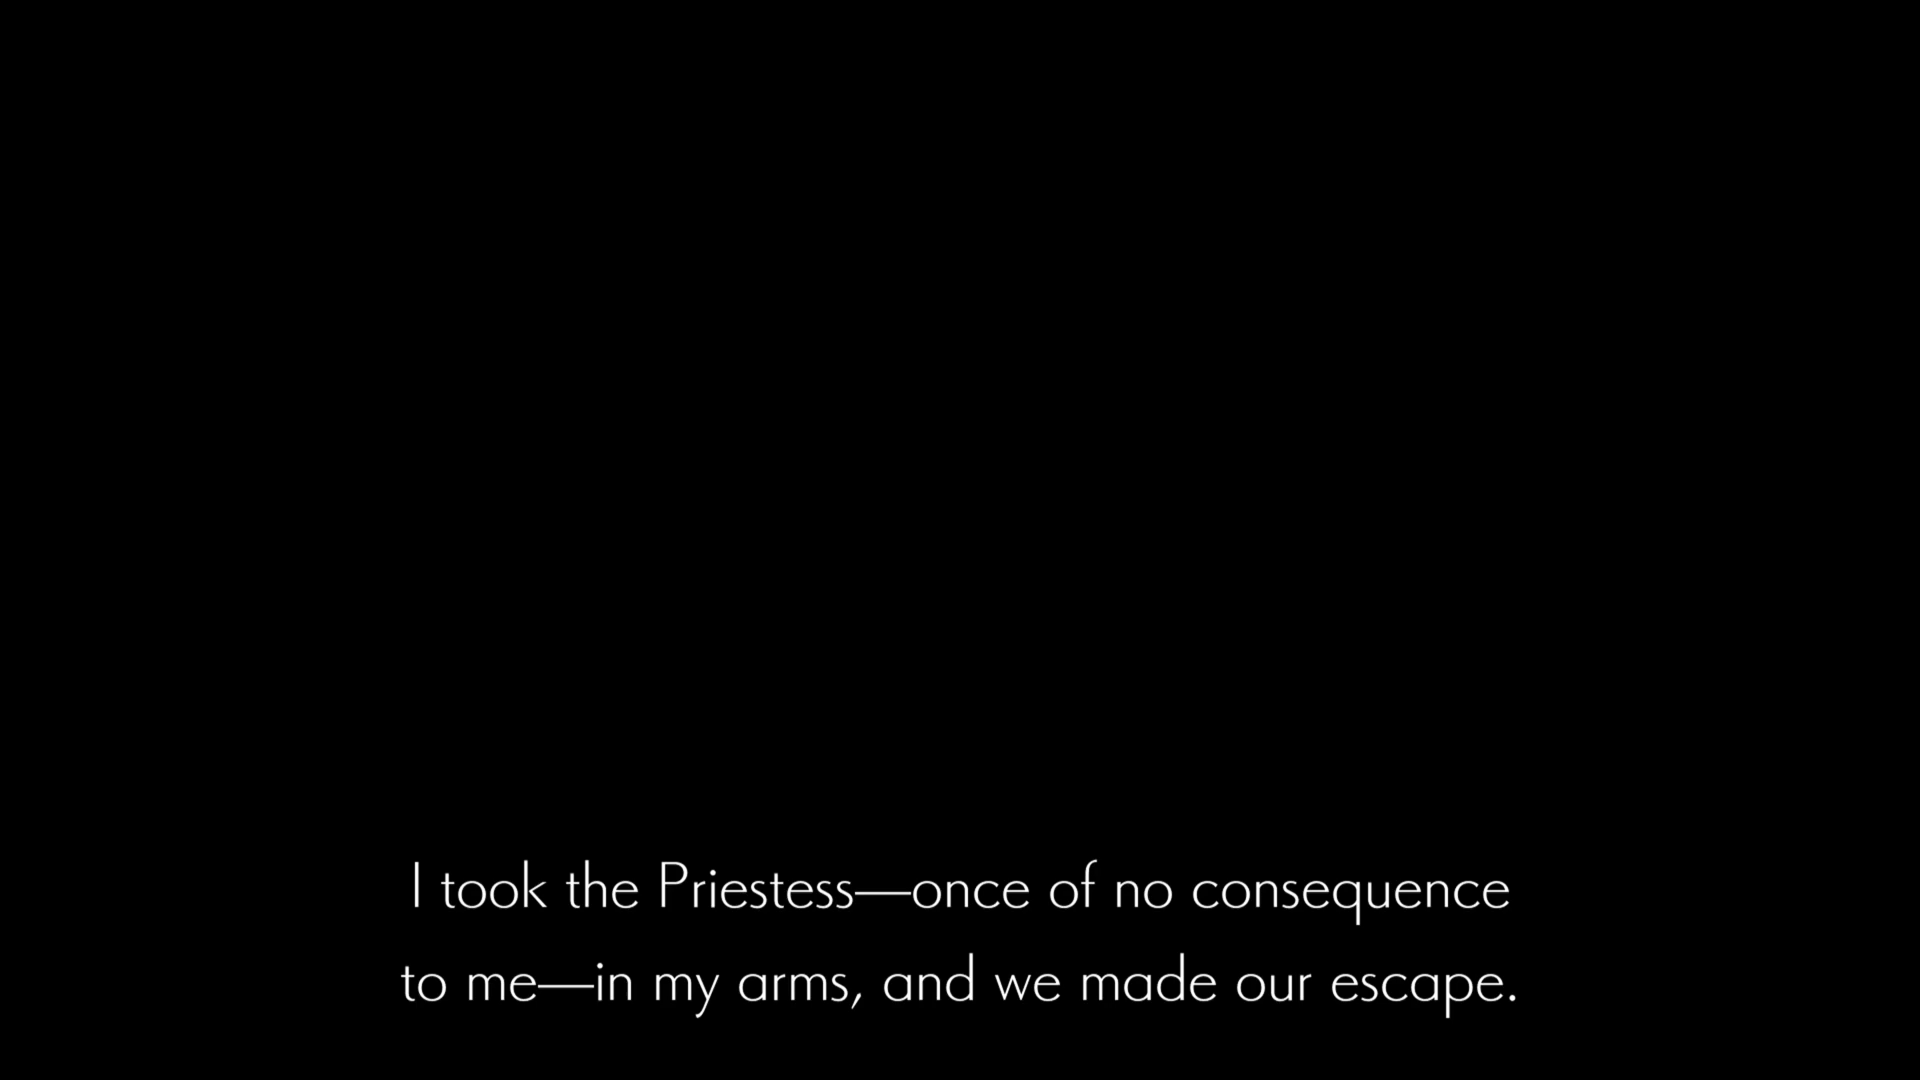 I took the Priestess—once of no consequence
to me—in my arms, and we made our escape.